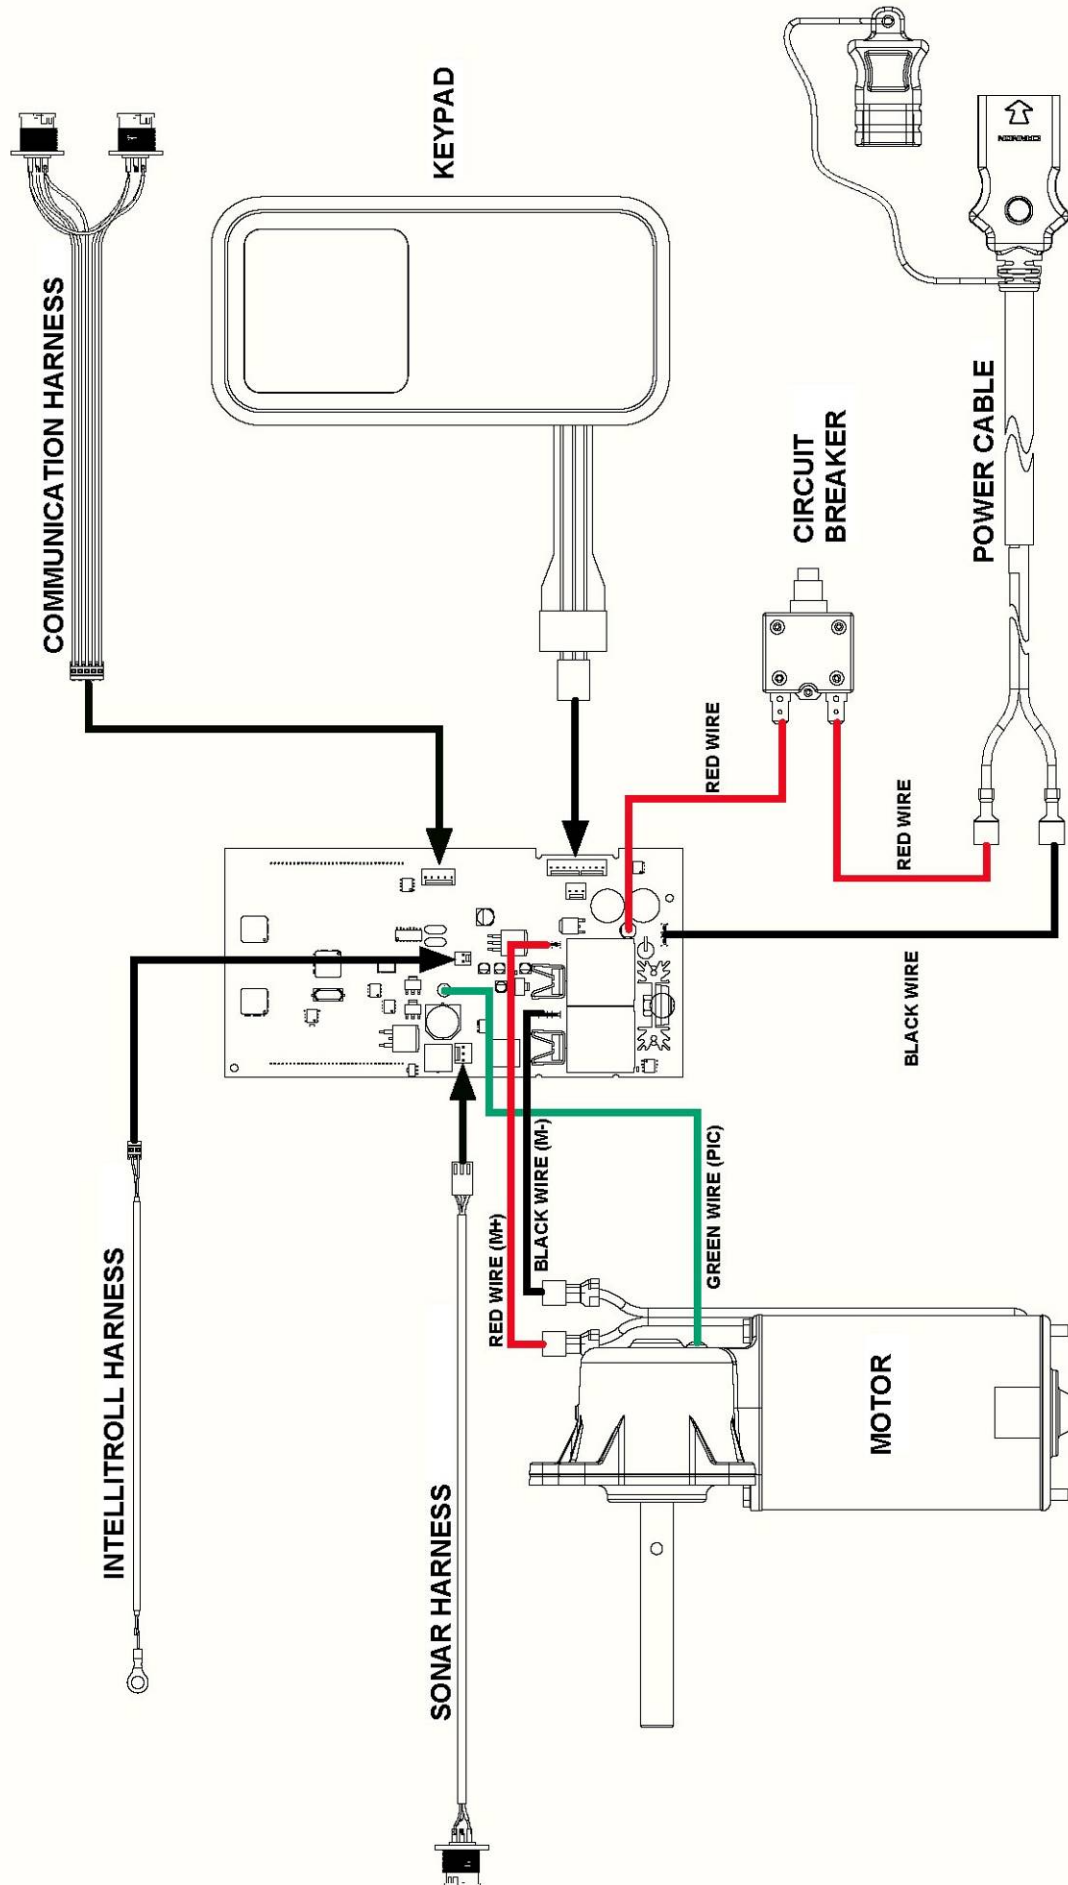 COMMUNICATION HARNESS
KEYPAD
CIRCUIT
BREAKER
POWER CABLE
RED WIRE
RED WIRE
BLACK WIRE
INTELLITROLL HARNESS
SONAR HARNESS
RED WIRE (M+)
BLACK WIRE (M-)
GREEN WIRE (PIC)
MOTOR